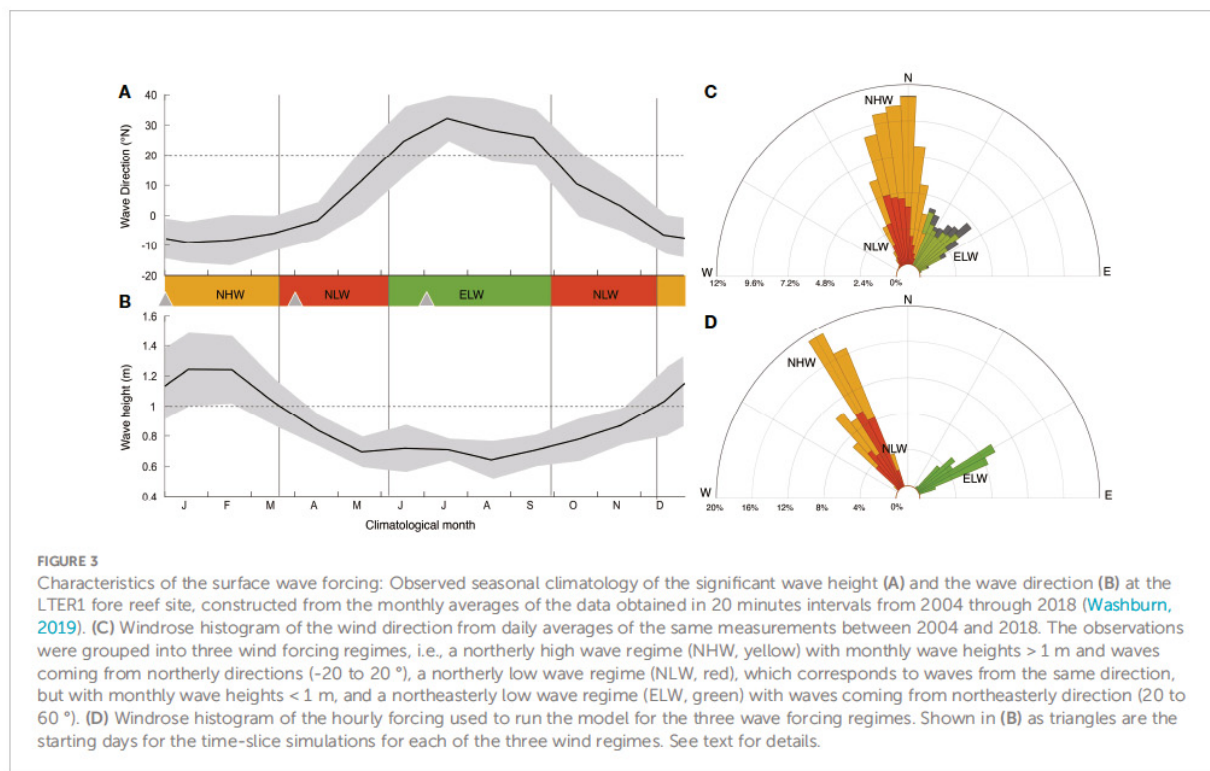 A
40
30
20
10
0
-10
-20
Wave Direction (°N)
NHW
NLW
ELW
NLW
B
1.6
1.4
1.2
1
0.8
0.6
0.4
Wave height (m)
J F M A M J J A S O N D
Climatological month
C
N
NHW
NLW
ELW
W
E
12% 9.6% 7.2% 4.8% 2.4% 0%
D
N
NHW
NLW
ELW
W
E
20% 16% 12% 8% 4% 0%
FIGURE 3
Characteristics of the surface wave forcing: Observed seasonal climatology of the significant wave height (A) and the wave direction (B) at the
LTER1 fore reef site, constructed from the monthly averages of the data obtained in 20 minutes intervals from 2004 through 2018 (Washburn,
2019). (C) Windrose histogram of the wind direction from daily averages of the same measurements between 2004 and 2018. The observations
were grouped into three wind forcing regimes, i.e., a northerly high wave regime (NHW, yellow) with monthly wave heights > 1 m and waves
coming from northerly directions (-20 to 20 °), a northerly low wave regime (NLW, red), which corresponds to waves from the same direction,
but with monthly wave heights < 1 m, and a northeasterly low wave regime (ELW, green) with waves coming from northeasterly direction (20 to
60 °). (D) Windrose histogram of the hourly forcing used to run the model for the three wave forcing regimes. Shown in (B) as triangles are the
starting days for the time-slice simulations for each of the three wind regimes. See text for details.